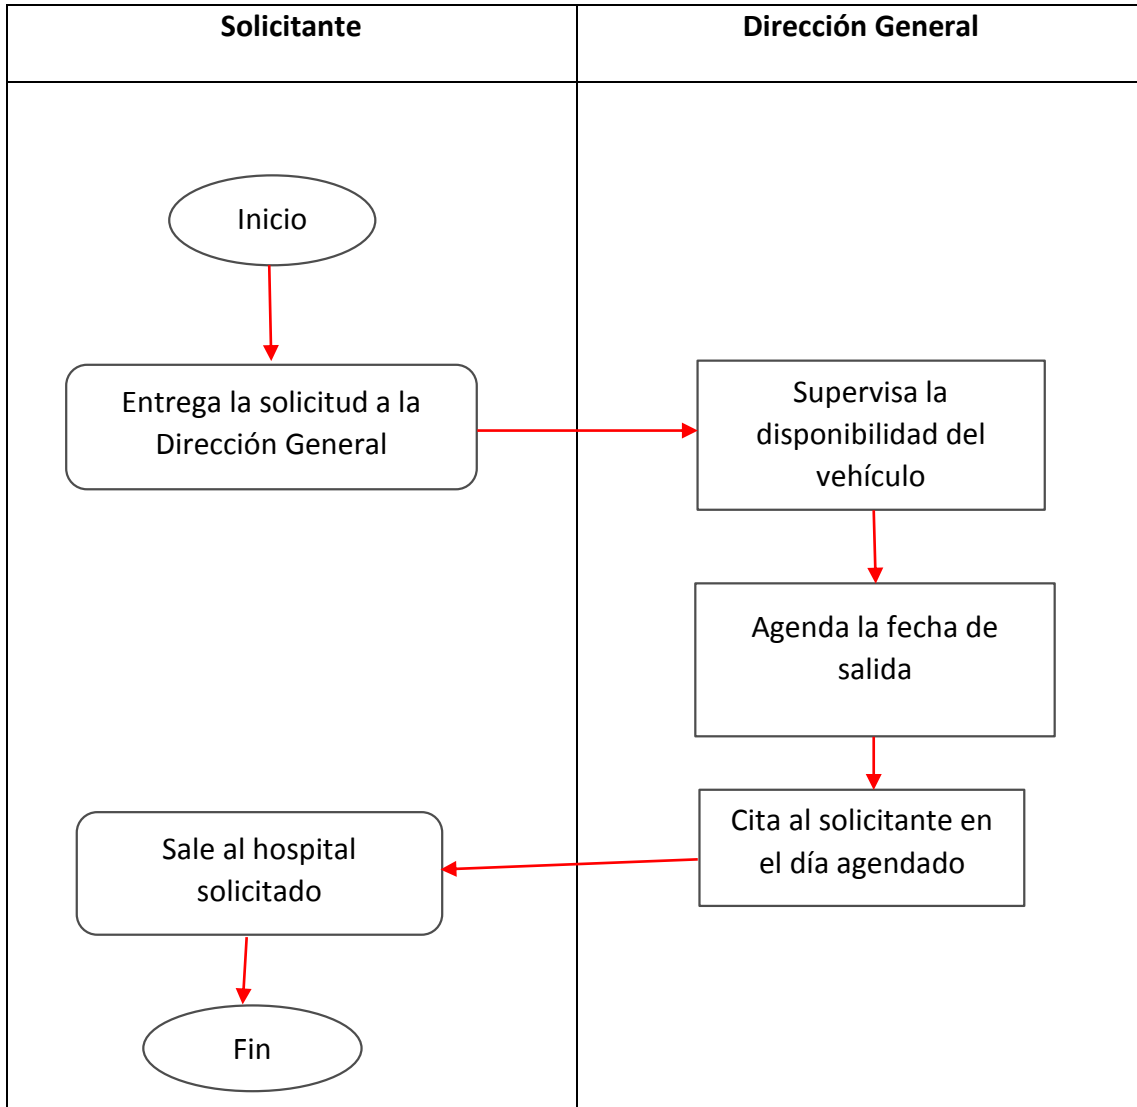 Solicitante
Dirección General
Inicio
Entrega la solicitud a la
Dirección General
Supervisa la
disponibilidad del
vehículo
Agenda la fecha de
salida
Cita al solicitante en
el día agendado
Sale al hospital
solicitado
Fin